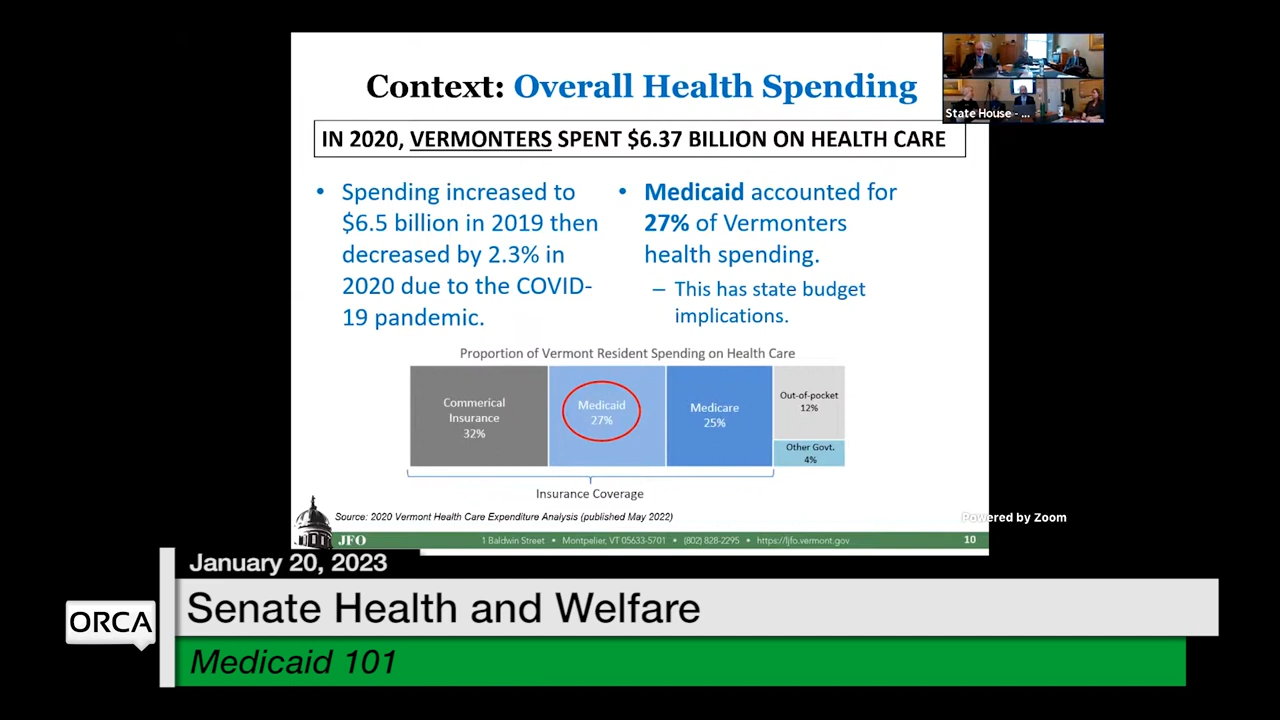 Context: Overall Health Spending
State House - ...
IN 2020, VERMONTERS SPENT $6.37 BILLION ON HEALTH CARE
• Spending increased to
$6.5 billion in 2019 then
decreased by 2.3% in
2020 due to the COVID-
19 pandemic.
• Medicaid accounted for
27% of Vermonters
health spending.
– This has state budget
implications.
Proportion of Vermont Resident Spending on Health Care
Commerical
Insurance
32%
Medicaid
27%
Medicare
25%
Out-of-pocket
12%
Other Govt.
4%
Insurance Coverage
Source: 2020 Vermont Health Care Expenditure Analysis (published May 2022)
Powered by Zoom
JFO
1 Baldwin Street • Montpelier, VT 05633-5701 • (802) 828-2295 • https://ljfo.vermont.gov
10
January 20, 2023
ORCA
Senate Health and Welfare
Medicaid 101